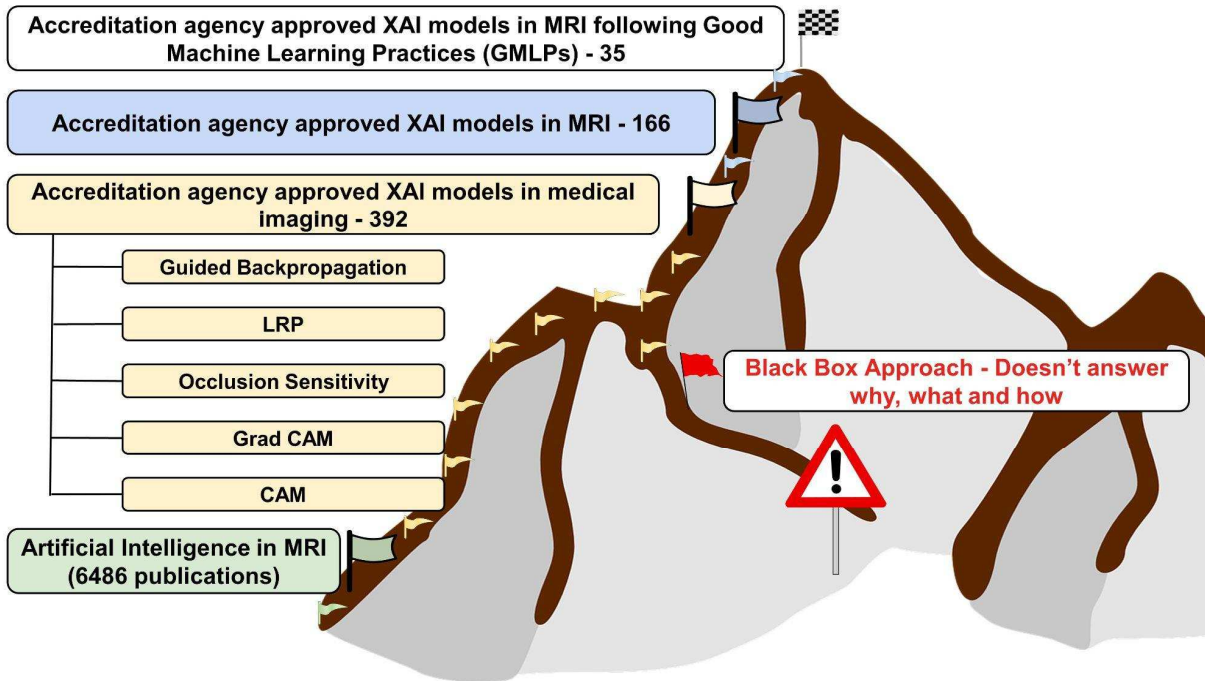 Accreditation agency approved XAI models in MRI following Good
Machine Learning Practices (GMLPs) - 35
Accreditation agency approved XAI models in MRI - 166
Accreditation agency approved XAI models in medical
imaging - 392
Guided Backpropagation
LRP
Occlusion Sensitivity
Grad CAM
CAM
Black Box Approach - Doesn’t answer
why, what and how
Artificial Intelligence in MRI
(6486 publications)